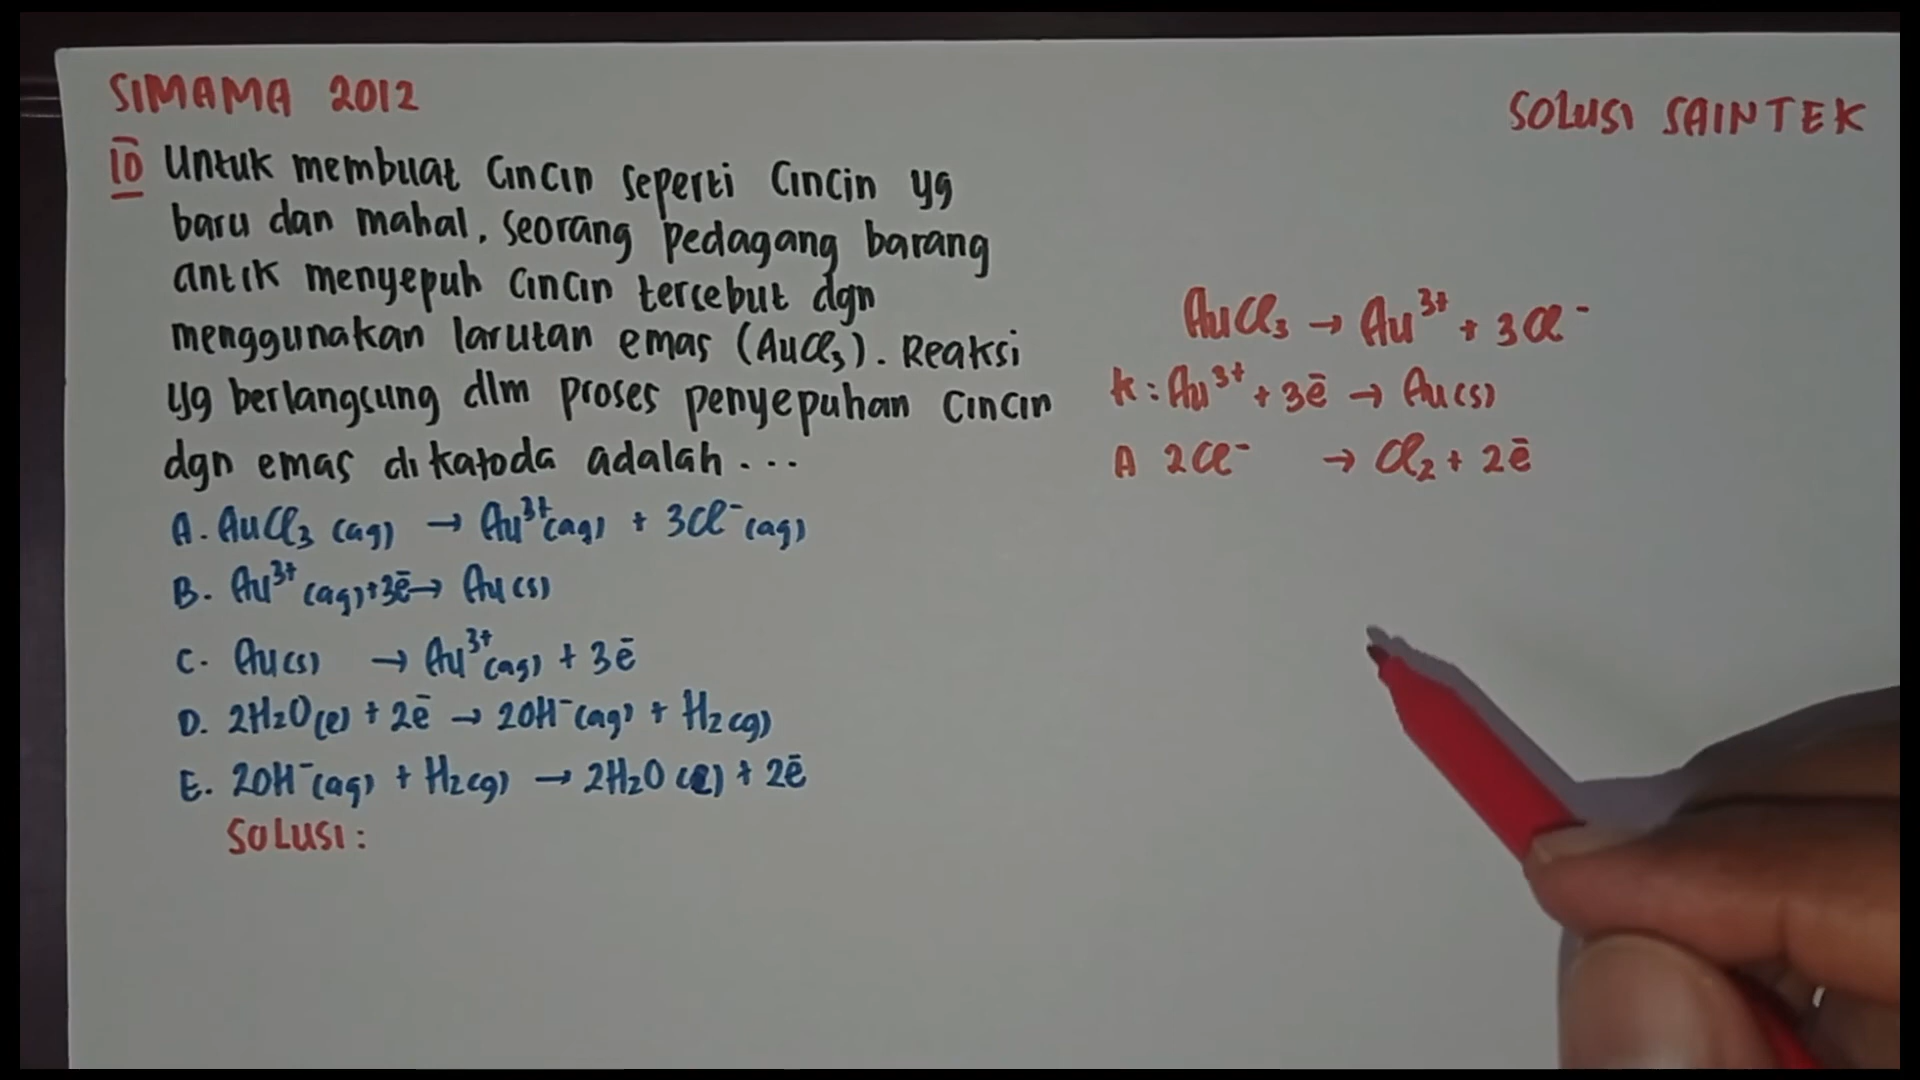 SIMAMA 2012
SOLUSI SAINTEK
10 Untuk membuat cincin seperti cincin yg
baru dan mahal, seorang pedagang barang
antik menyepuh cincin tersebut dgn
menggunakan larutan emas (AuCl₃). Reaksi
yg berlangsung dlm proses penyepuhan cincin
dgn emas di katoda adalah ...
A. AuCl₃ (aq) → Au³⁺(aq) + 3Cl⁻(aq)
B. Au³⁺(aq)+3ē→ Au(s)
C. Au(s) → Au³⁺(aq) + 3ē
D. 2H₂O(l) + 2ē → 2OH⁻(aq) + H₂(g)
E. 2OH⁻(aq) + H₂(g) → 2H₂O(l) + 2ē
SOLUSI:
AuCl₃ → Au³⁺ + 3Cl⁻
K: Au³⁺ + 3ē → Au(s)
A 2Cl⁻ → Cl₂ + 2ē